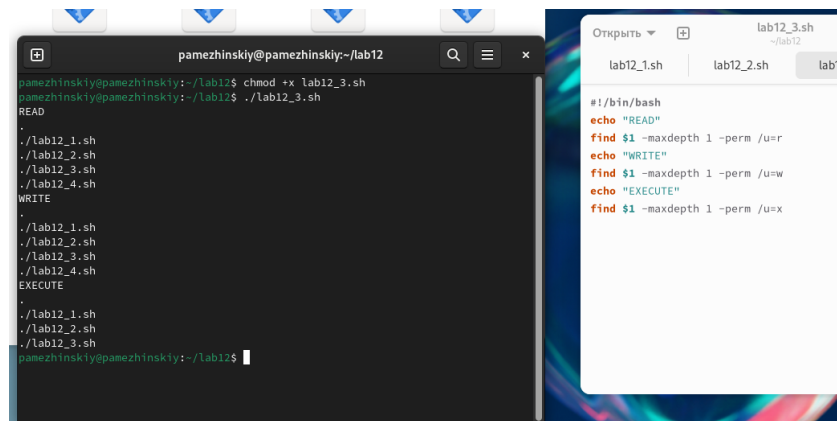 pamezhinskiy@pamezhinskiy:~/lab12
pamezhinskiy@pamezhinskiy:~/lab12$ chmod +x lab12_3.sh
pamezhinskiy@pamezhinskiy:~/lab12$ ./lab12_3.sh
READ
.
./lab12_1.sh
./lab12_2.sh
./lab12_3.sh
./lab12_4.sh
WRITE
.
./lab12_1.sh
./lab12_2.sh
./lab12_3.sh
./lab12_4.sh
EXECUTE
.
./lab12_1.sh
./lab12_2.sh
./lab12_3.sh
pamezhinskiy@pamezhinskiy:~/lab12$
Открыть
lab12_3.sh
~/lab12
lab12_1.sh
lab12_2.sh
lab1
#!/bin/bash
echo "READ"
find $1 -maxdepth 1 -perm /u=r
echo "WRITE"
find $1 -maxdepth 1 -perm /u=w
echo "EXECUTE"
find $1 -maxdepth 1 -perm /u=x